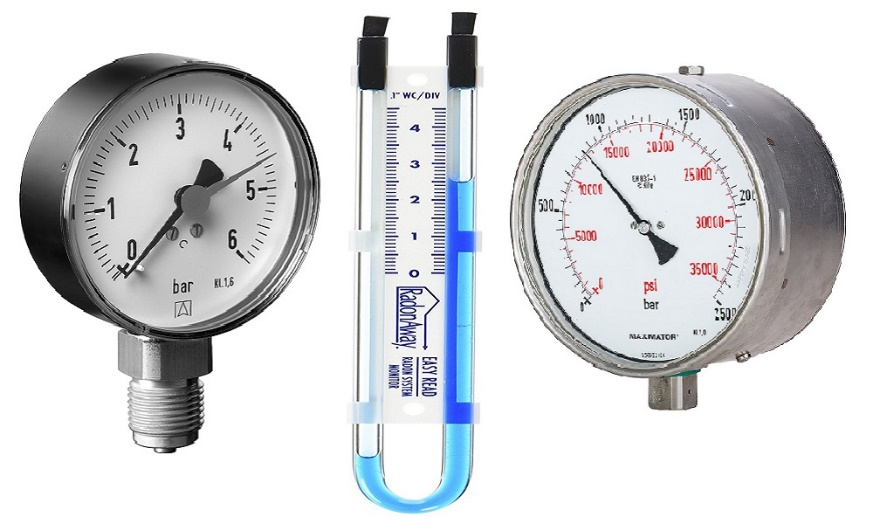 0
1
2
3
4
5
6
bar
Kl.1,6
.1" WC/DIV
4
3
2
1
0
RadonAway
EASY READ
RADON SYSTEM
MONITOR
0
500
1000
1500
200
2500
0
5000
10000
15000
20000
25000
30000
35000
psi
bar
MAXIMATOR